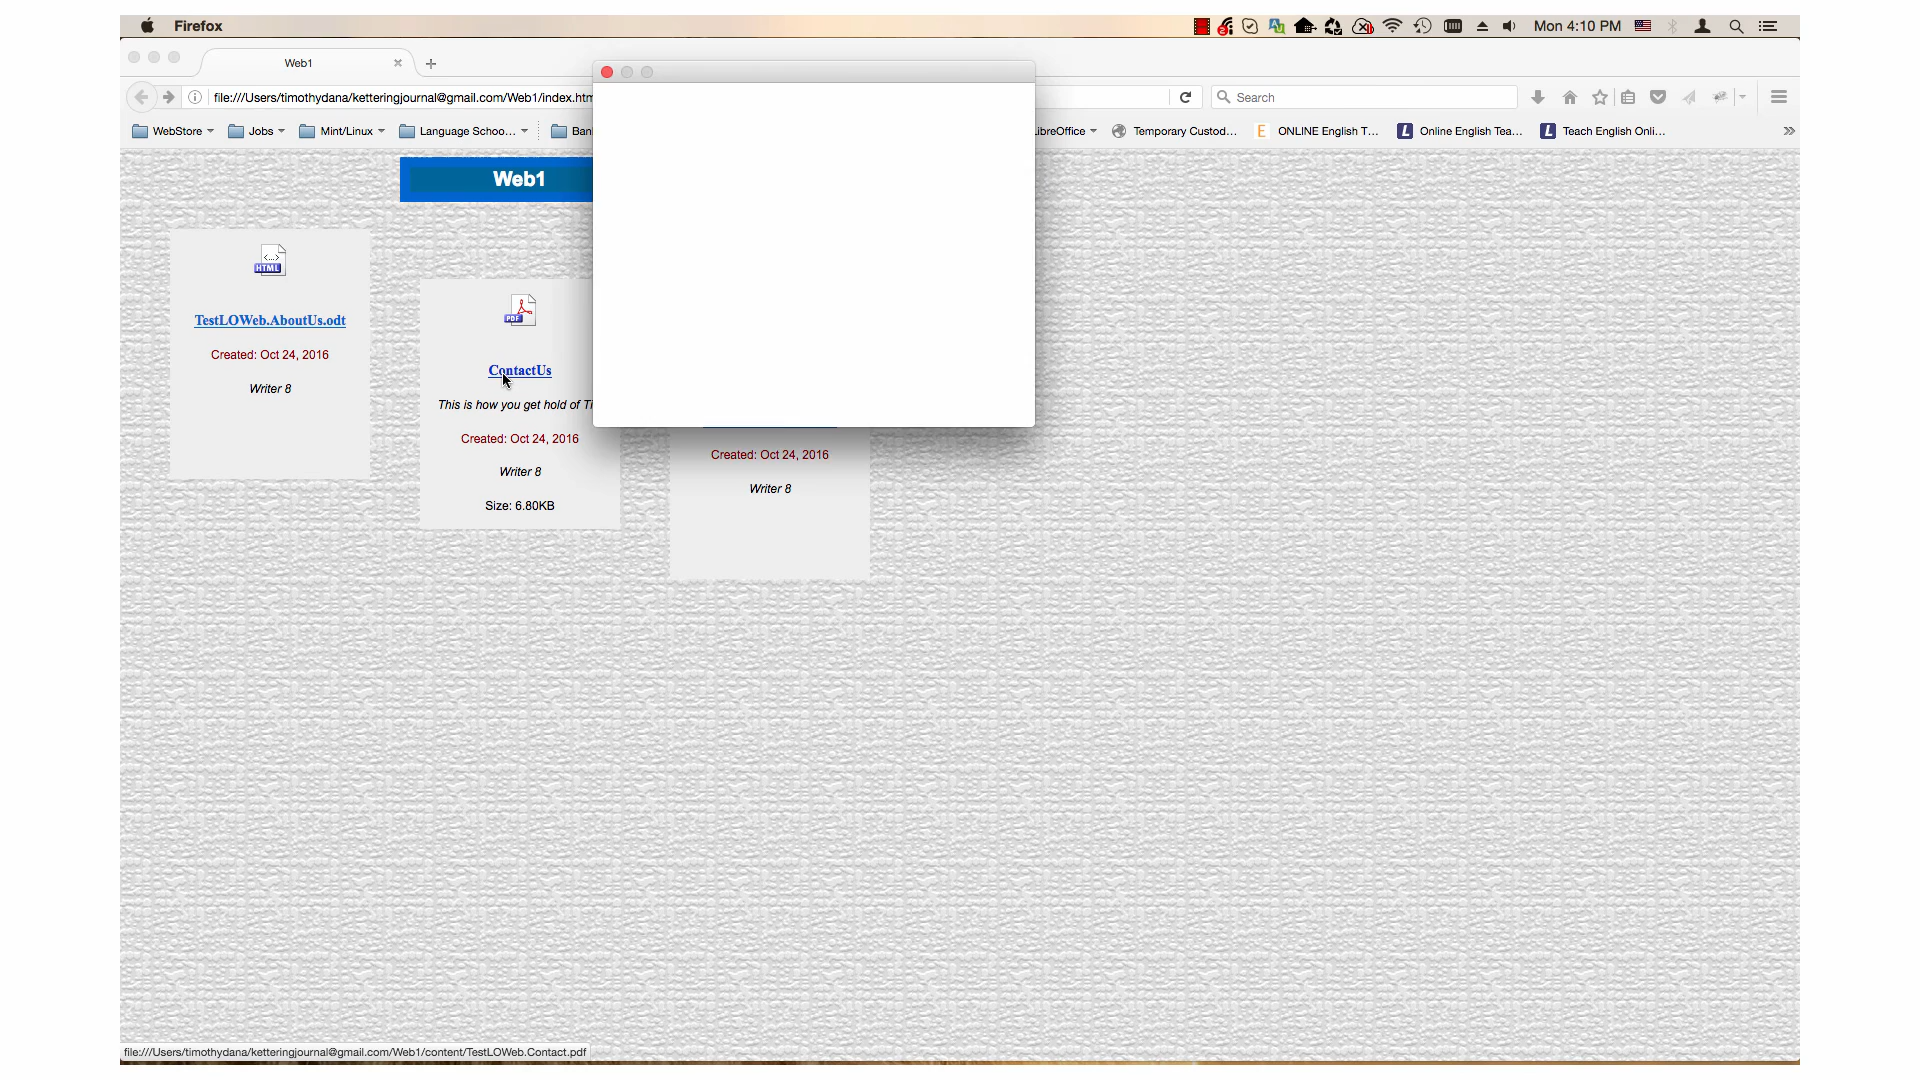 Firefox
Mon 4:10 PM
Web1
file:///Users/timothydana/ketteringjournal@gmail.com/Web1/index.htm
Search
WebStore
Jobs
Mint/Linux
Language Schoo...
Temporary Custod...
E
ONLINE English T...
L
Online English Tea...
L
Teach English Onli...
Web1
HTML
TestLOWeb.AboutUs.odt
Created: Oct 24, 2016
Writer 8
PDF
ContactUs
This is how you get hold of
Created: Oct 24, 2016
Writer 8
Size: 6.80KB
Created: Oct 24, 2016
Writer 8
file:///Users/timothydana/ketteringjournal@gmail.com/Web1/content/TestLOWeb.Contact.pdf